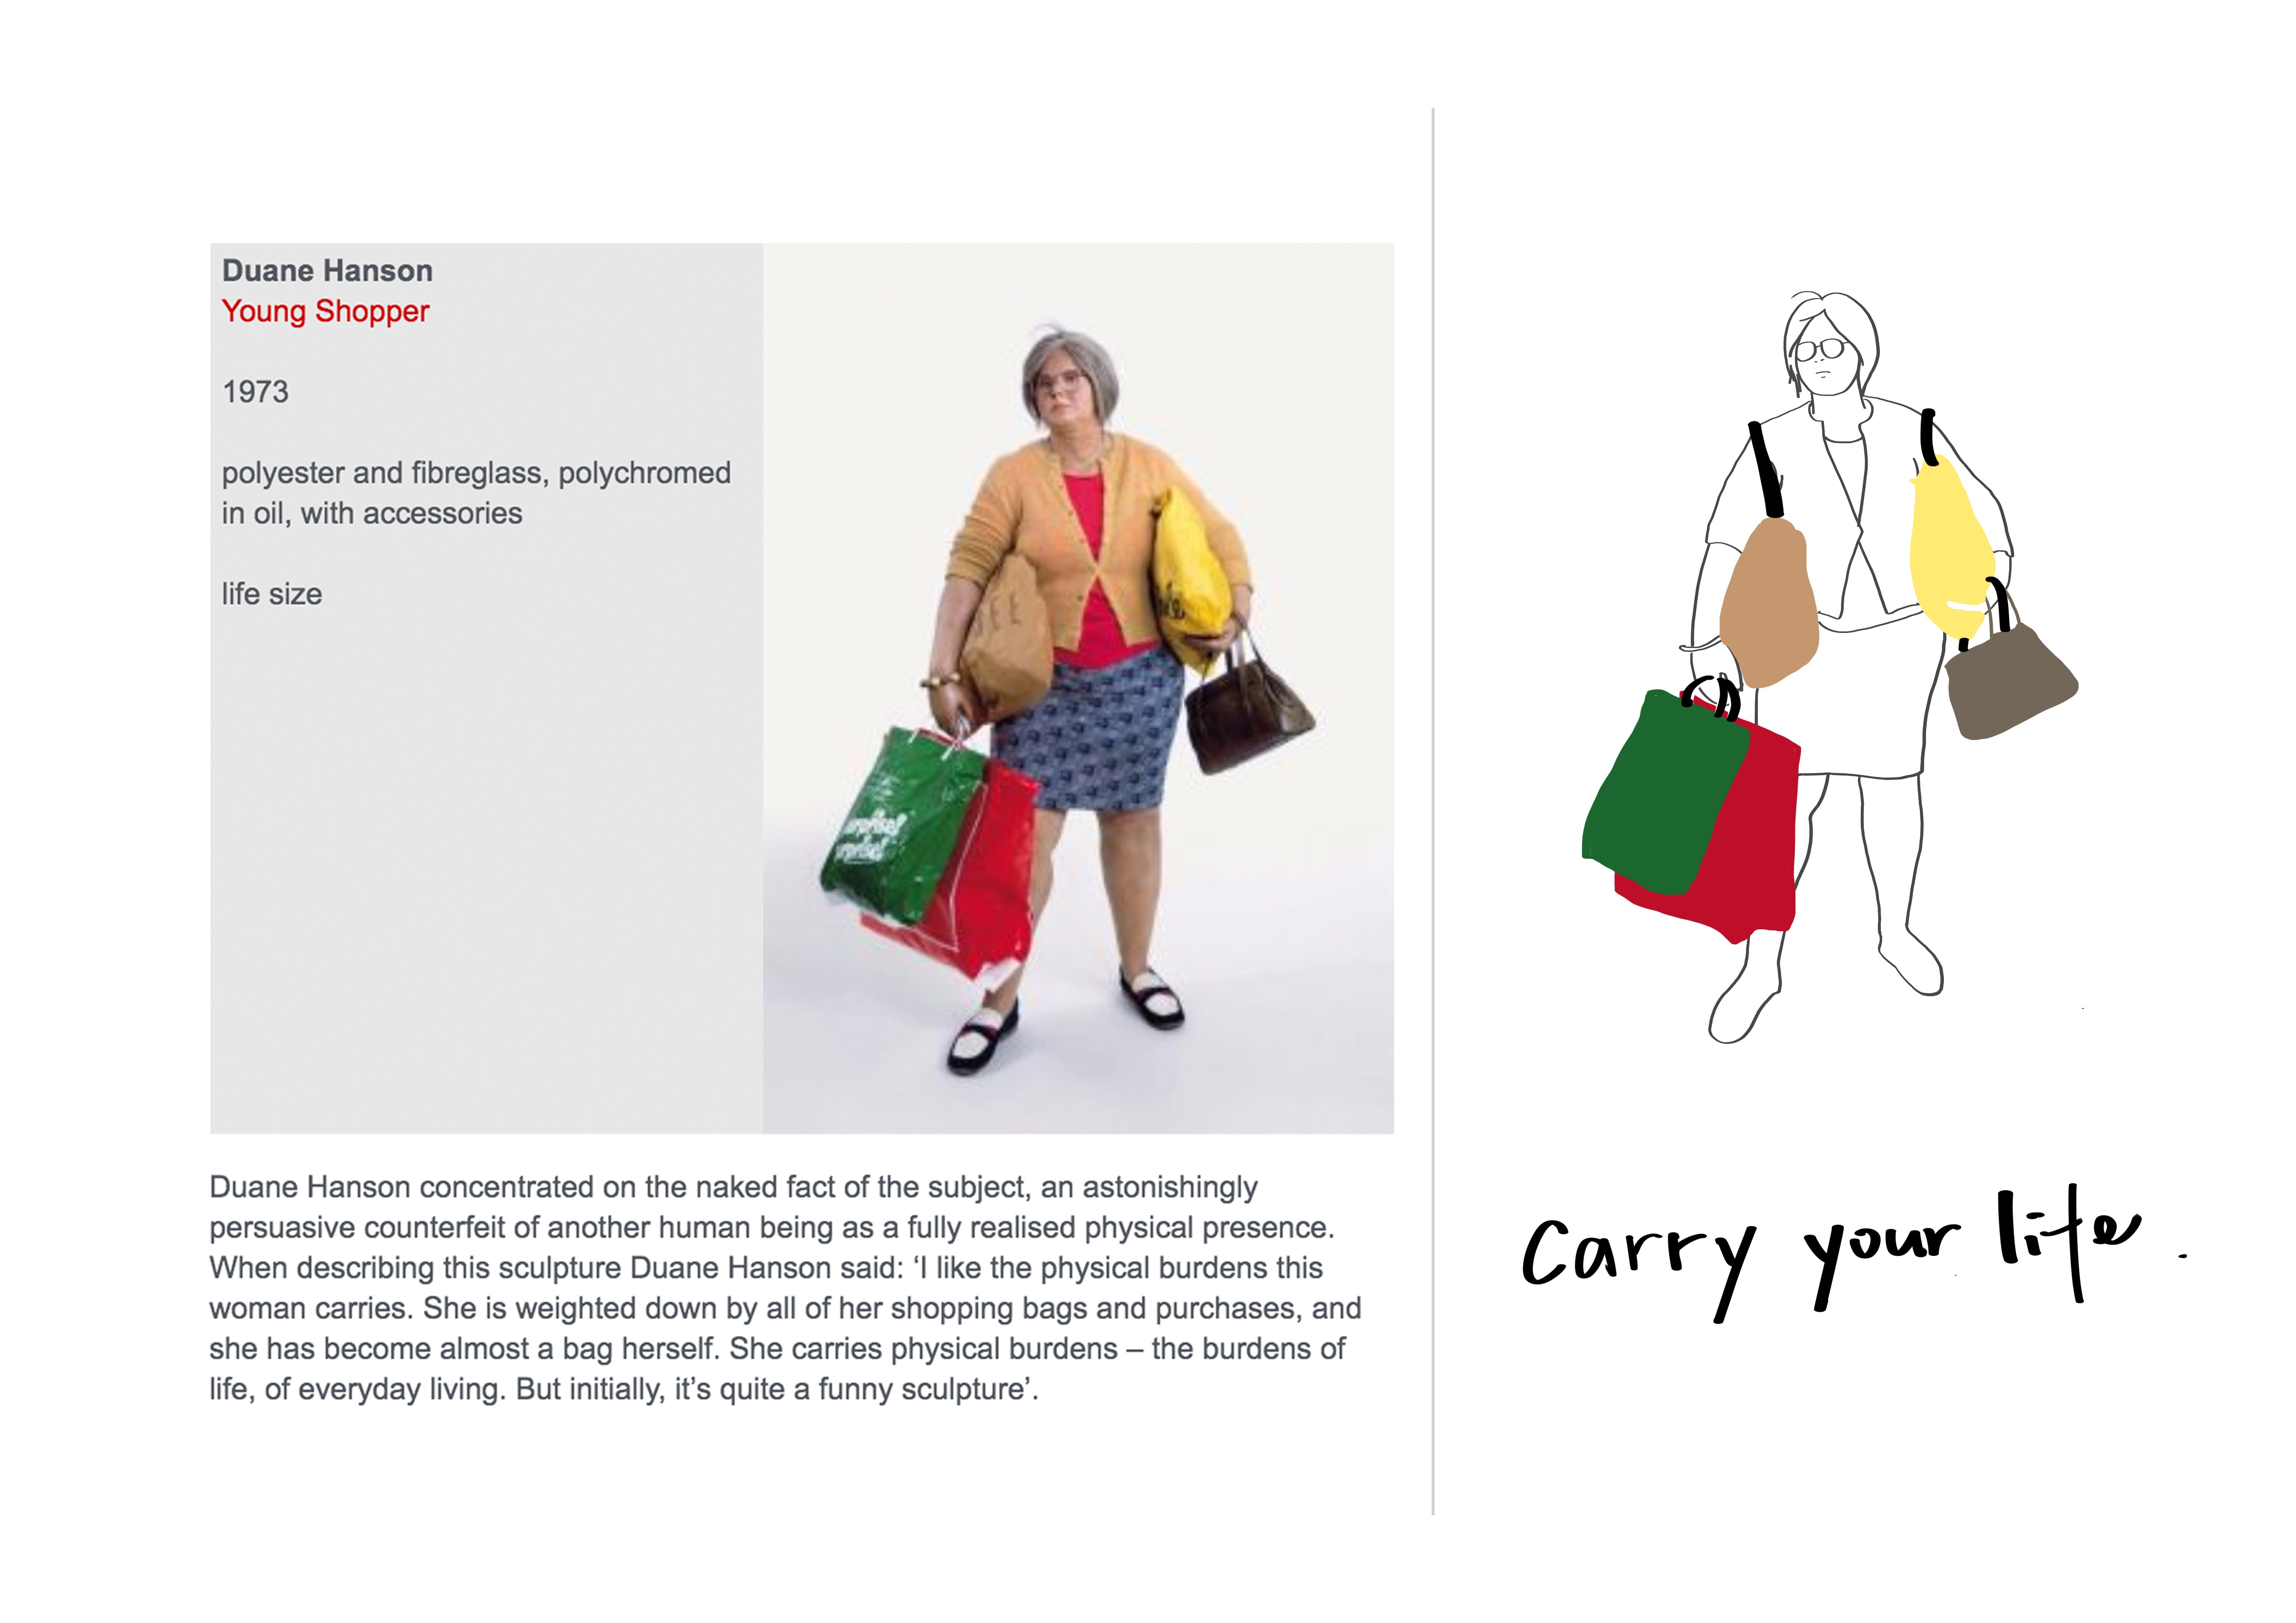 Duane Hanson
Young Shopper
1973
polyester and fibreglass, polychromed
in oil, with accessories
life size
Duane Hanson concentrated on the naked fact of the subject, an astonishingly
persuasive counterfeit of another human being as a fully realised physical presence.
When describing this sculpture Duane Hanson said: ‘I like the physical burdens this
woman carries. She is weighted down by all of her shopping bags and purchases, and
she has become almost a bag herself. She carries physical burdens – the burdens of
life, of everyday living. But initially, it’s quite a funny sculpture’.
Carry your life.